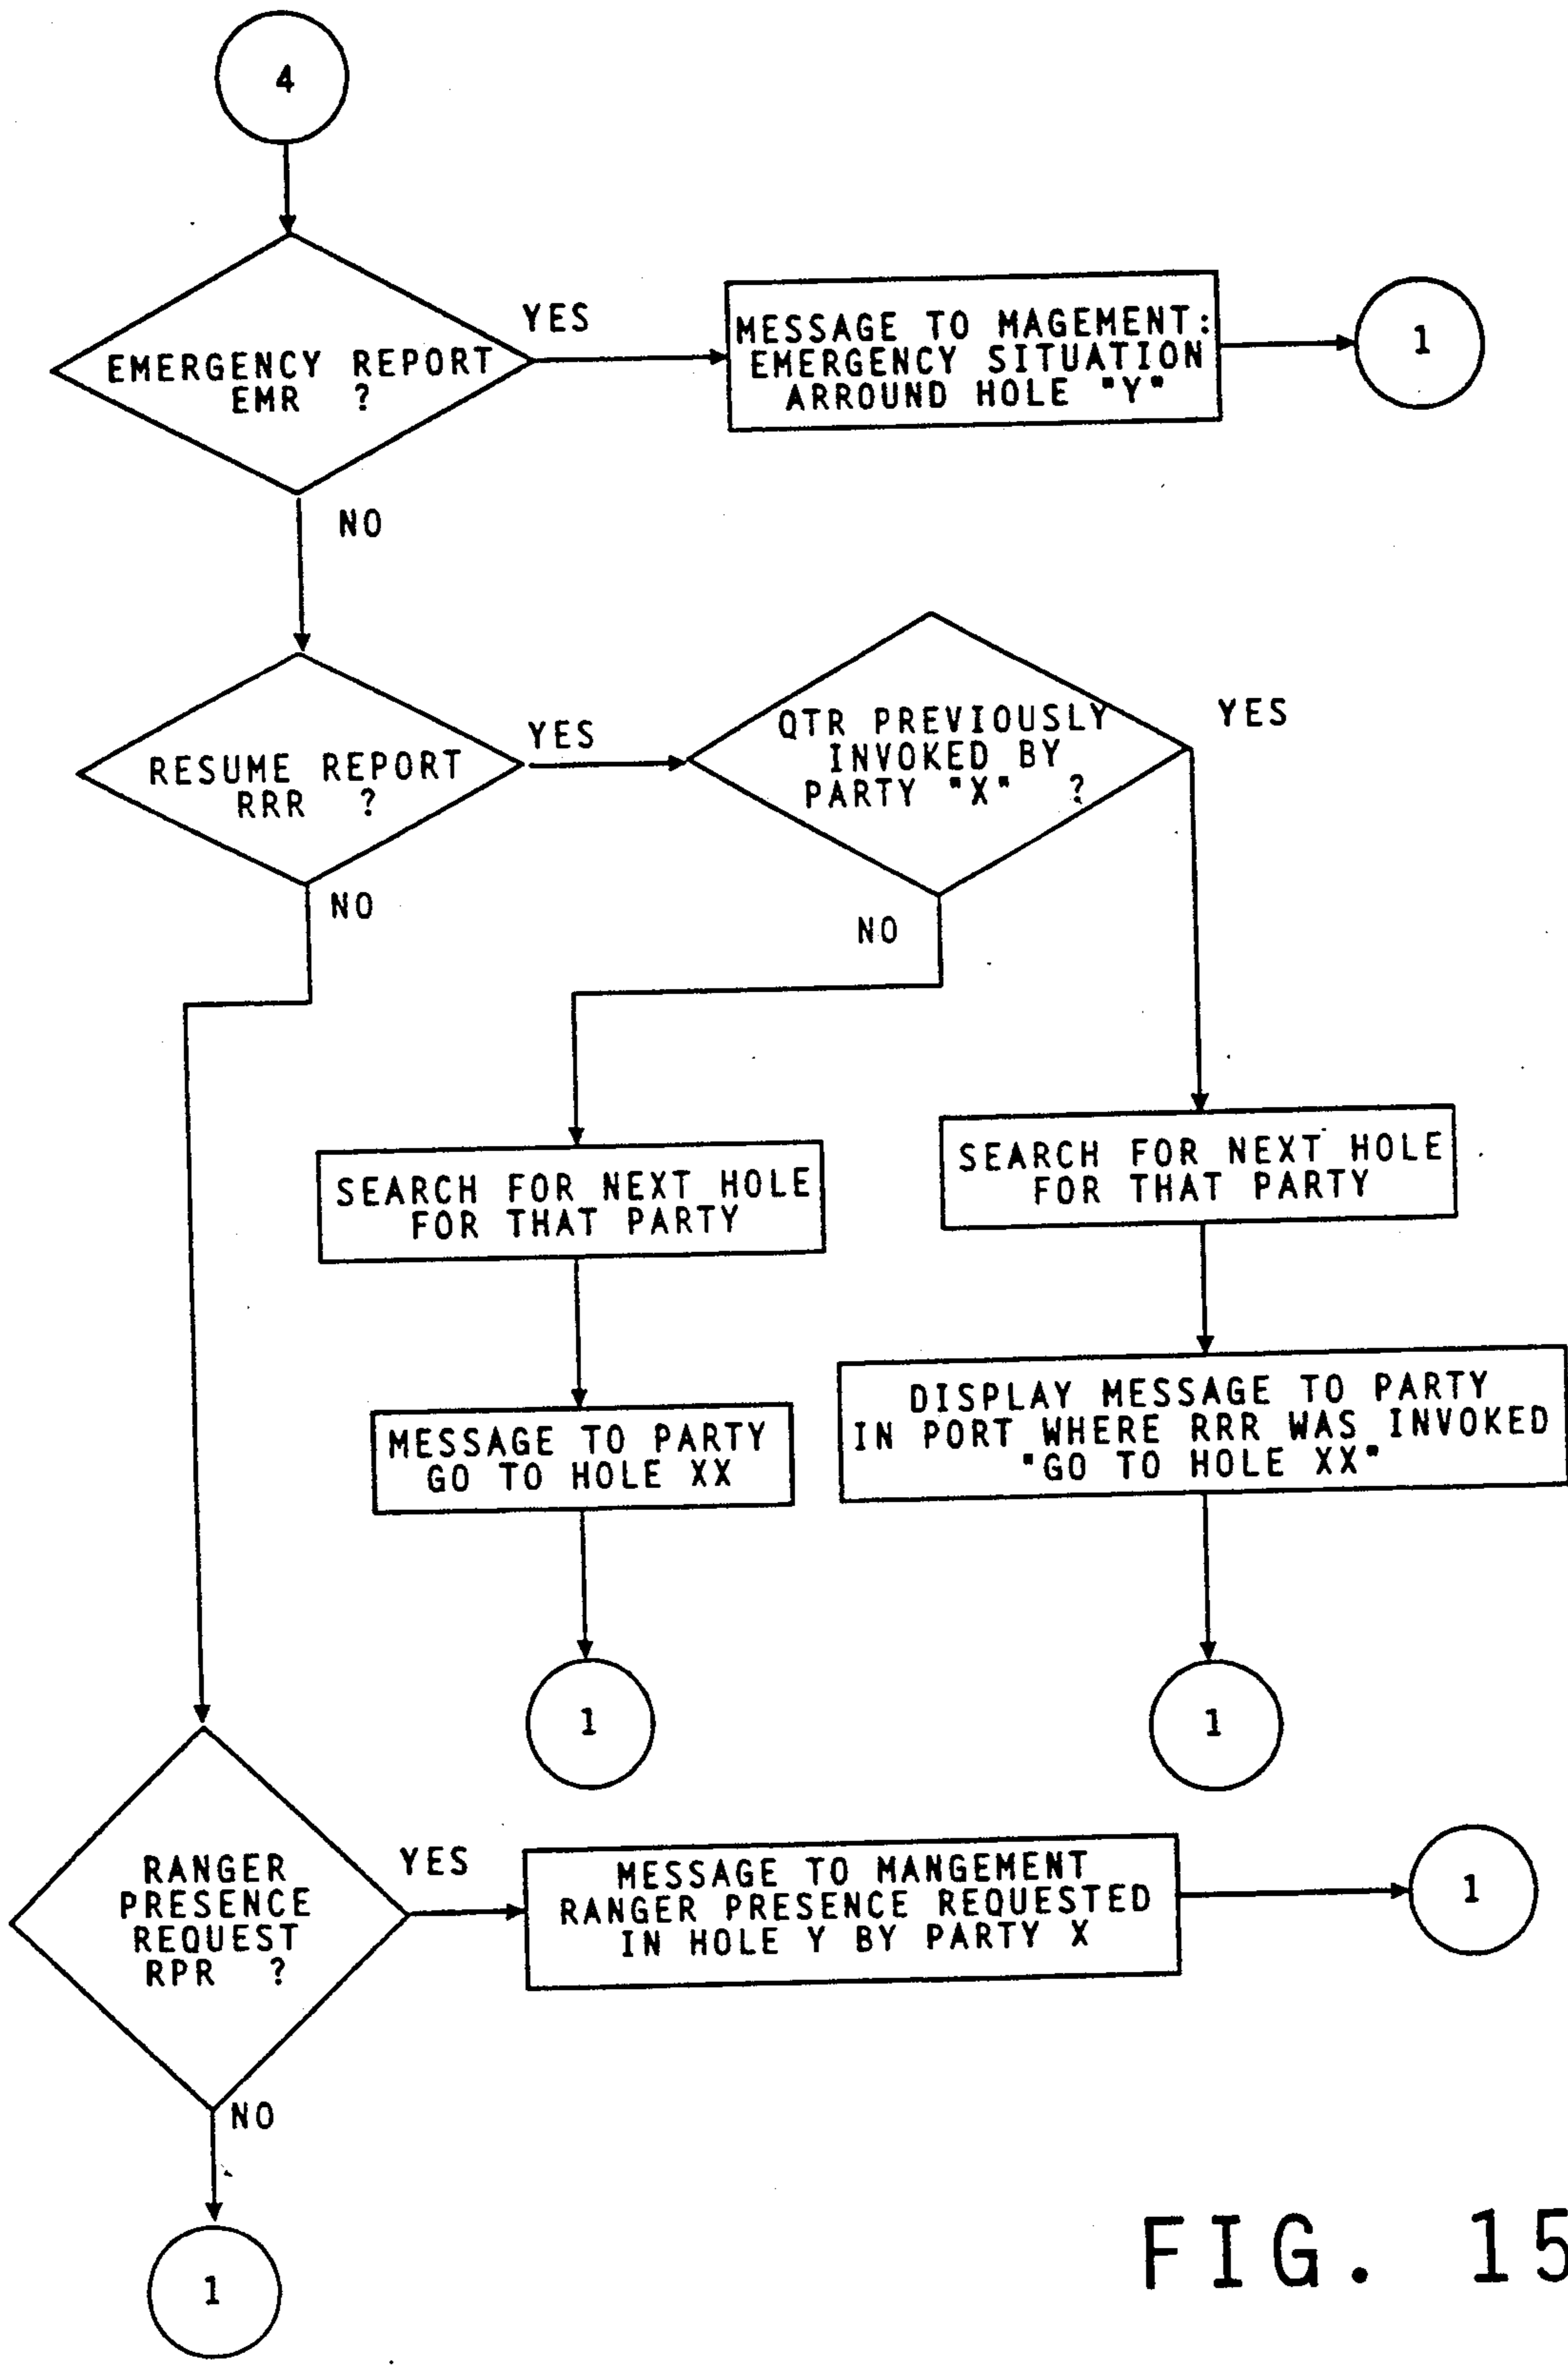 4
EMERGENCY REPORT
EMR ?
YES
MESSAGE TO MAGEMENT:
EMERGENCY SITUATION
ARROUND HOLE "Y"
1
NO
RESUME REPORT
RRR ?
YES
QTR PREVIOUSLY
INVOKED BY
PARTY "X" ?
YES
NO
NO
SEARCH FOR NEXT HOLE
FOR THAT PARTY
SEARCH FOR NEXT HOLE
FOR THAT PARTY
MESSAGE TO PARTY
GO TO HOLE XX
DISPLAY MESSAGE TO PARTY
IN PORT WHERE RRR WAS INVOKED
"GO TO HOLE XX"
1
1
RANGER
PRESENCE
REQUEST
RPR ?
YES
MESSAGE TO MANGEMENT
RANGER PRESENCE REQUESTED
IN HOLE Y BY PARTY X
1
NO
1
FIG. 15